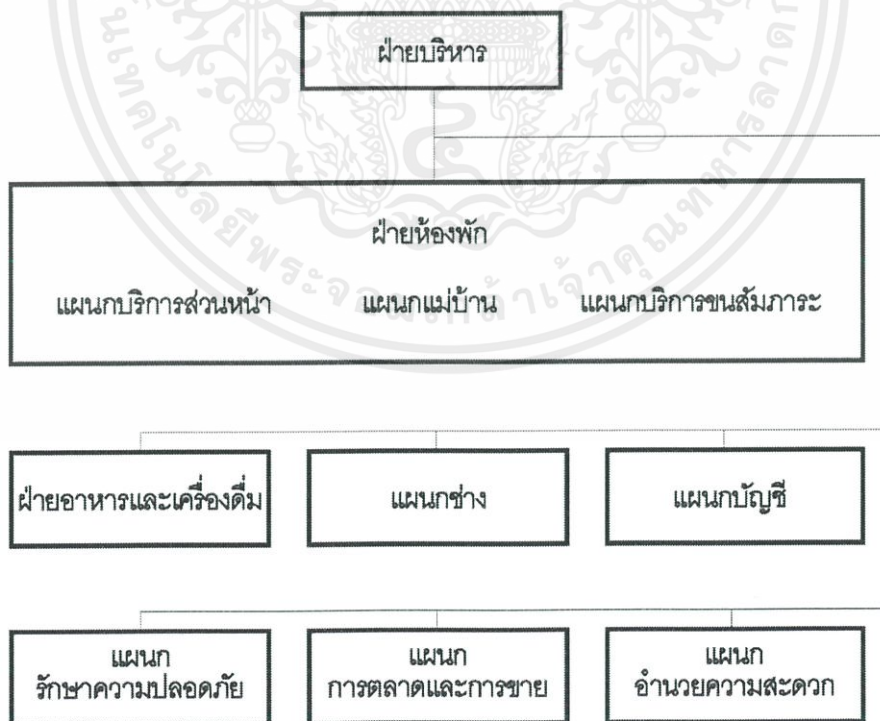 ฝ่ายบริหาร
ฝ่ายห้องพัก
แผนกบริการส่วนหน้า แผนกแม่บ้าน แผนกบริการขนสัมภาระ
ฝ่ายอาหารและเครื่องดื่ม แผนกช่าง แผนกบัญชี
แผนก แผนก แผนก
รักษาความปลอดภัย การตลาดและการขาย อำนวยความสะดวก